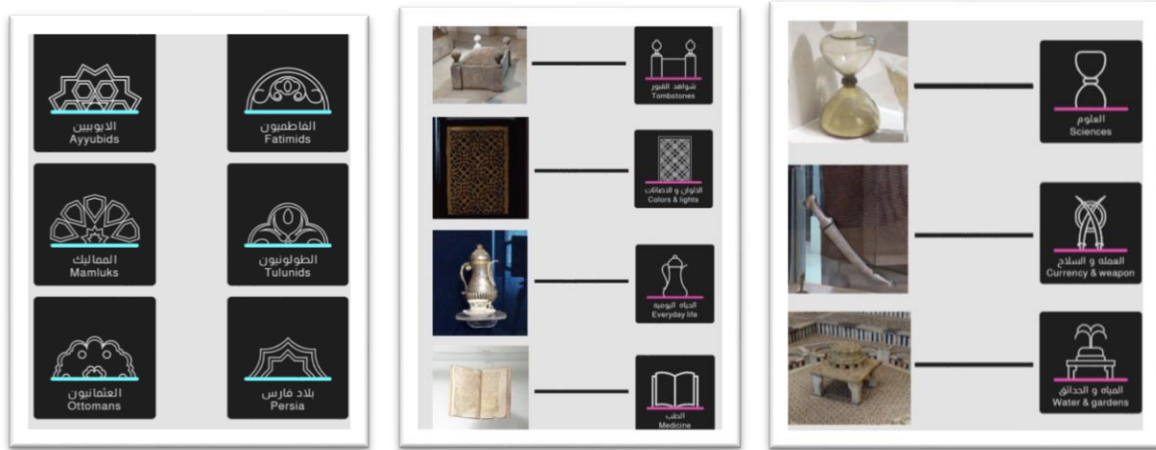 الايوبيين
Ayyubids
الفاطميون
Fatimids
المماليك
Mamluks
الطولونيون
Tulunids
العثمانيون
Ottomans
بلاد فارس
Persia
شواهد القبور
Tombstones
الالوان و الاضائات
Colors & lights
الحياه اليوميه
Everyday life
الطب
Medicine
العلوم
Sciences
العمله و السلاح
Currency & weapon
المياه و الحدائق
Water & gardens